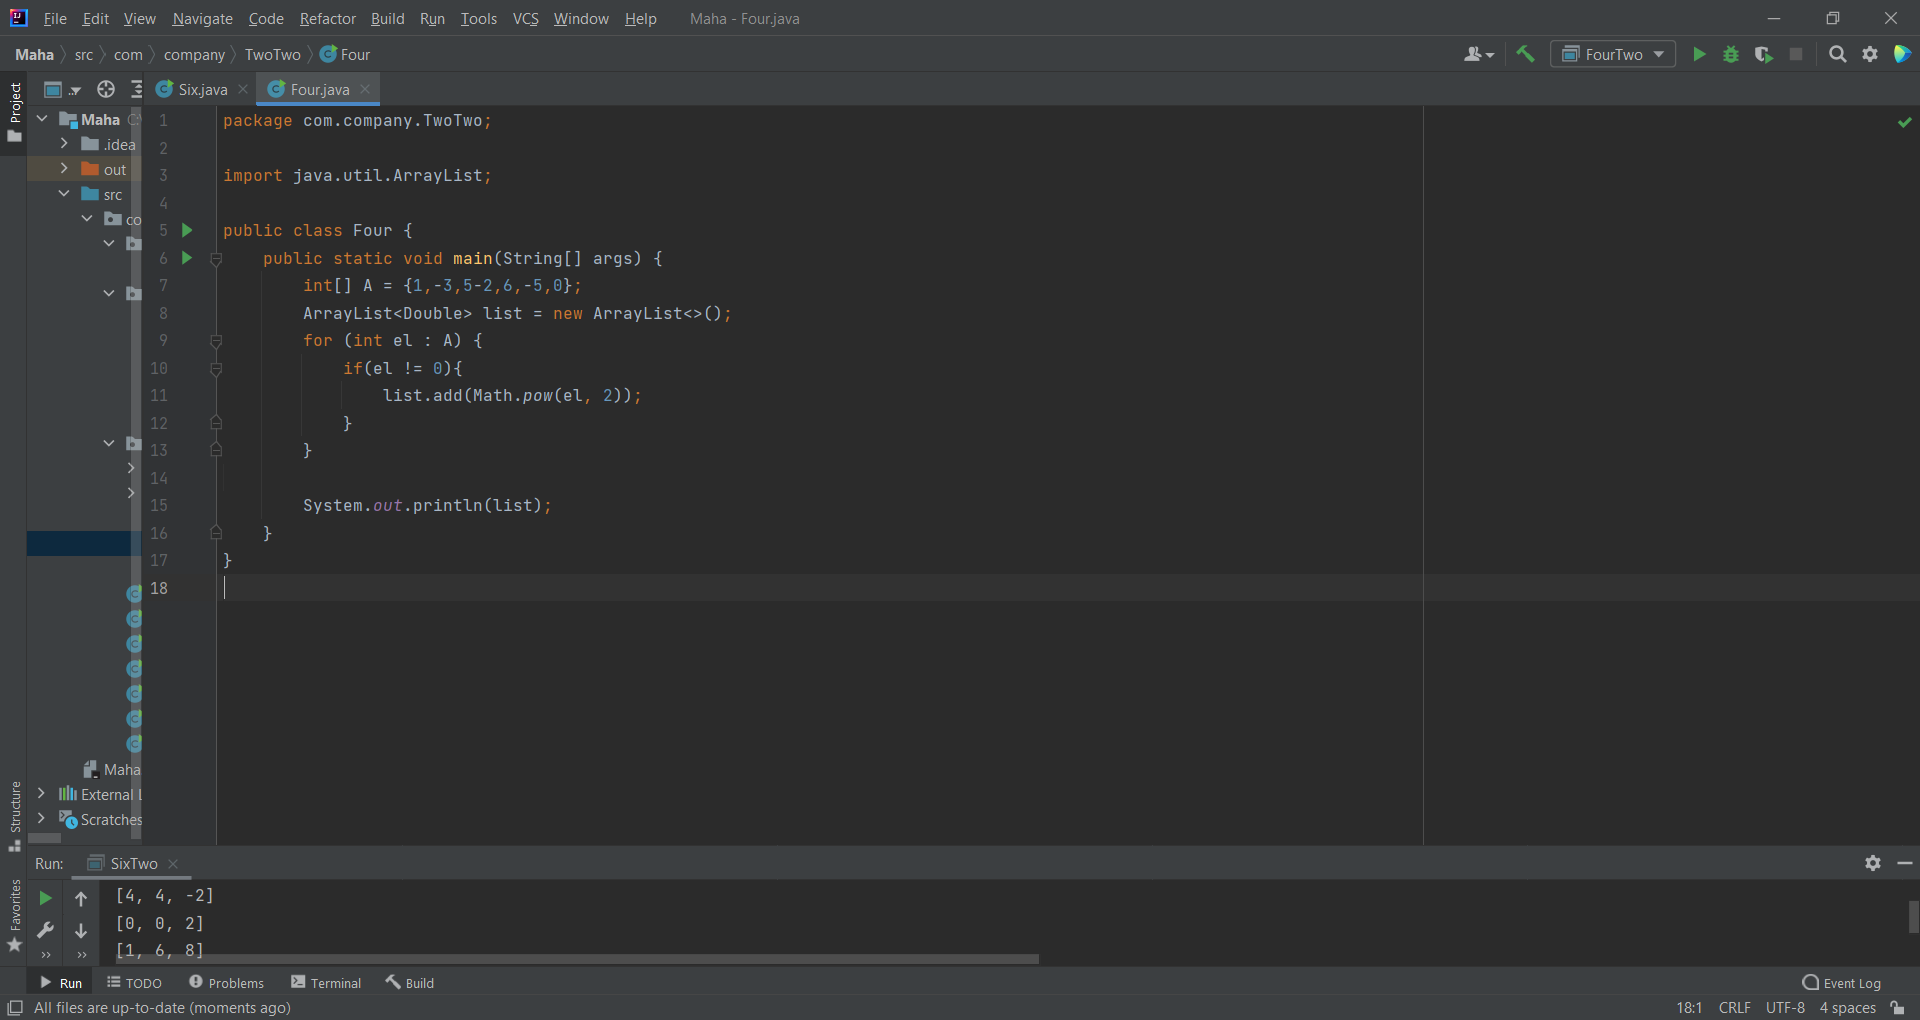 File Edit View Navigate Code Refactor Build Run Tools VCS Window Help Maha - Four.java
Maha src com company TwoTwo Four FourTwo
Project
Six.java Four.java
Maha
.idea
out
src
co
Maha
External L
Scratches
1 package com.company.TwoTwo;
2
3 import java.util.ArrayList;
4
5 public class Four {
6 public static void main(String[] args) {
7 int[] A = {1,-3,5-2,6,-5,0};
8 ArrayList<Double> list = new ArrayList<>();
9 for (int el : A) {
10 if(el != 0){
11 list.add(Math.pow(el, 2));
12 }
13 }
14
15 System.out.println(list);
16 }
17 }
18
Structure
Favorites
Run: SixTwo
[4, 4, -2]
[0, 0, 2]
[1, 6, 8]
Run TODO Problems Terminal Build Event Log
All files are up-to-date (moments ago) 18:1 CRLF UTF-8 4 spaces